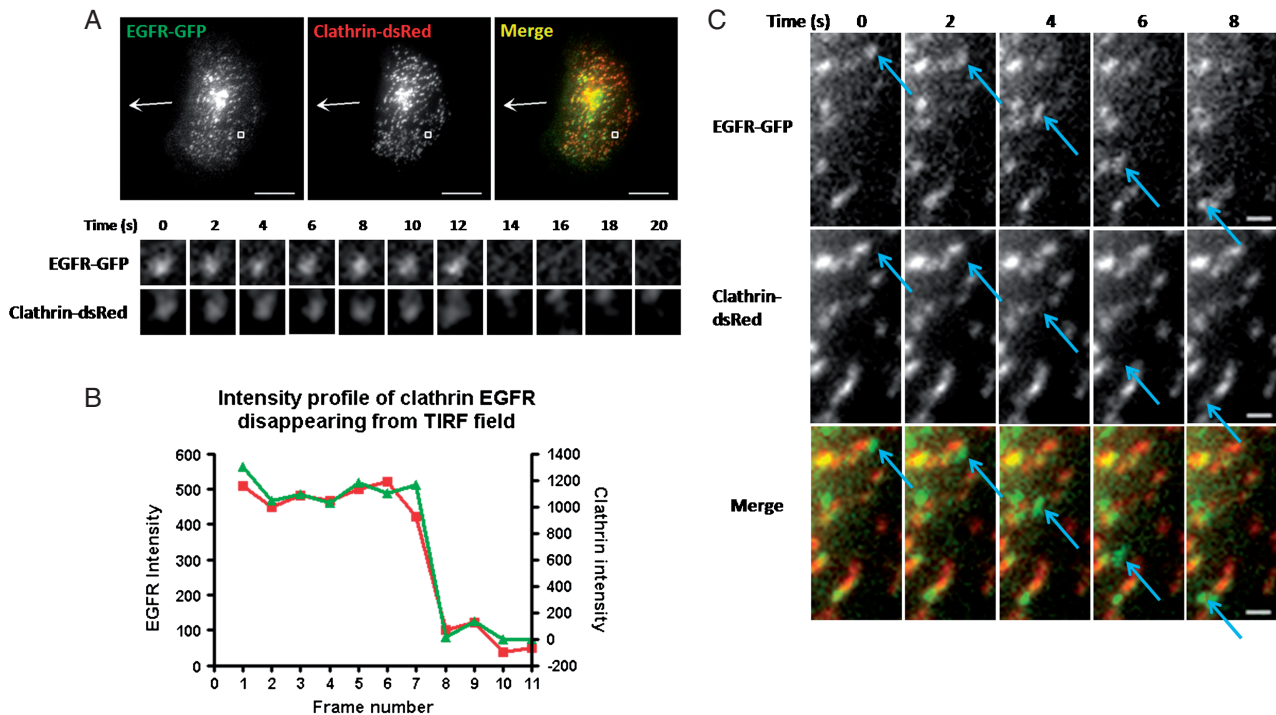 A
EGFR-GFP
Clathrin-dsRed
Merge
Time (s) 0 2 4 6 8 10 12 14 16 18 20
EGFR-GFP
Clathrin-dsRed
B
Intensity profile of clathrin EGFR
disappearing from TIRF field
EGFR Intensity
600
500
400
300
200
100
0
1400
1200
1000
800
600
400
200
0
-200
Clathrin intensity
0 1 2 3 4 5 6 7 8 9 10 11
Frame number
C
Time (s) 0 2 4 6 8
EGFR-GFP
Clathrin-
dsRed
Merge